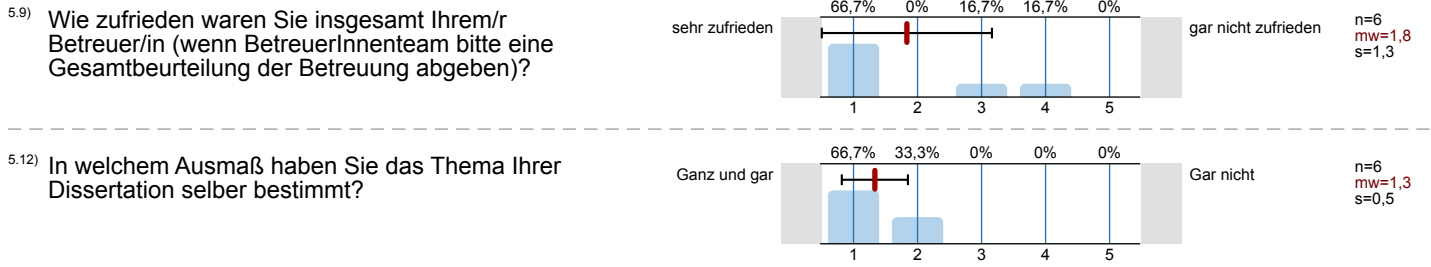 5.9) Wie zufrieden waren Sie insgesamt Ihrem/r
Betreuer/in (wenn BetreuerInnenteam bitte eine
Gesamtbeurteilung der Betreuung abgeben)?
66,7% 0% 16,7% 16,7% 0%
sehr zufrieden
gar nicht zufrieden
1 2 3 4 5
n=6
mw=1,8
s=1,3
5.12) In welchem Ausmaß haben Sie das Thema Ihrer
Dissertation selber bestimmt?
66,7% 33,3% 0% 0% 0%
Ganz und gar
Gar nicht
1 2 3 4 5
n=6
mw=1,3
s=0,5